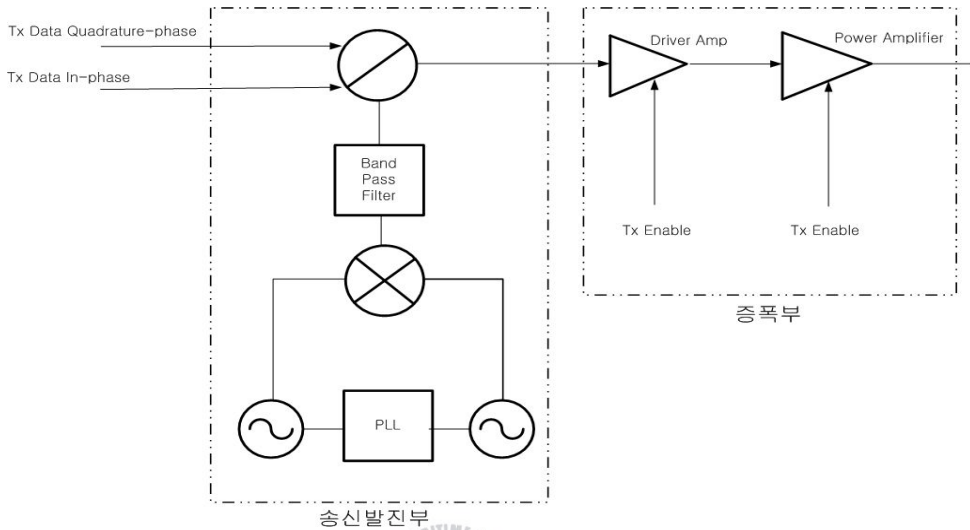 Tx Data Quadrature-phase
Tx Data In-phase
Driver Amp
Power Amplifier
Band
Pass
Filter
Tx Enable
Tx Enable
증폭부
PLL
송신발진부